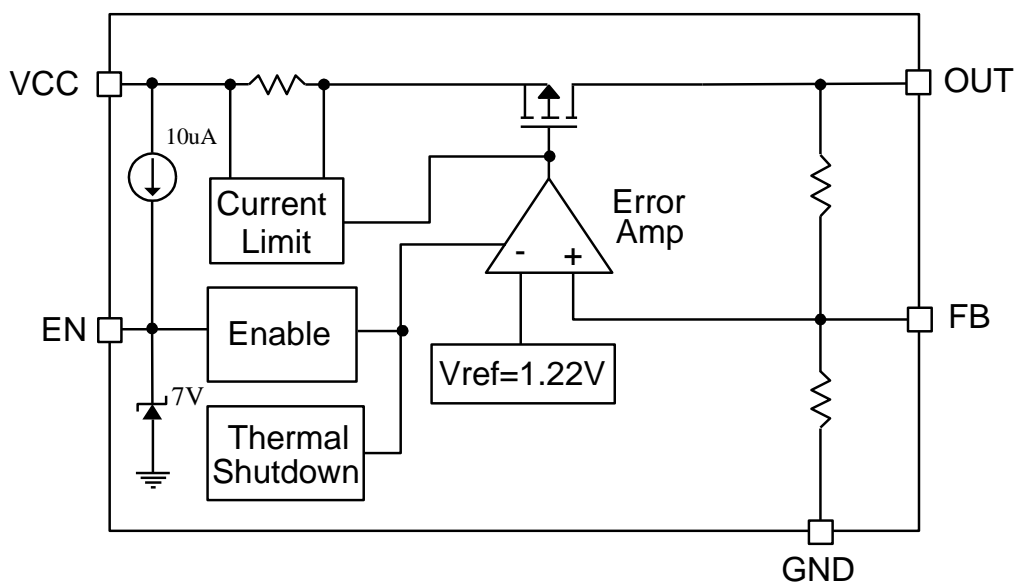 VCC
OUT
10uA
Current
Limit
Error
Amp
-
+
EN
Enable
FB
Vref=1.22V
7V
Thermal
Shutdown
GND